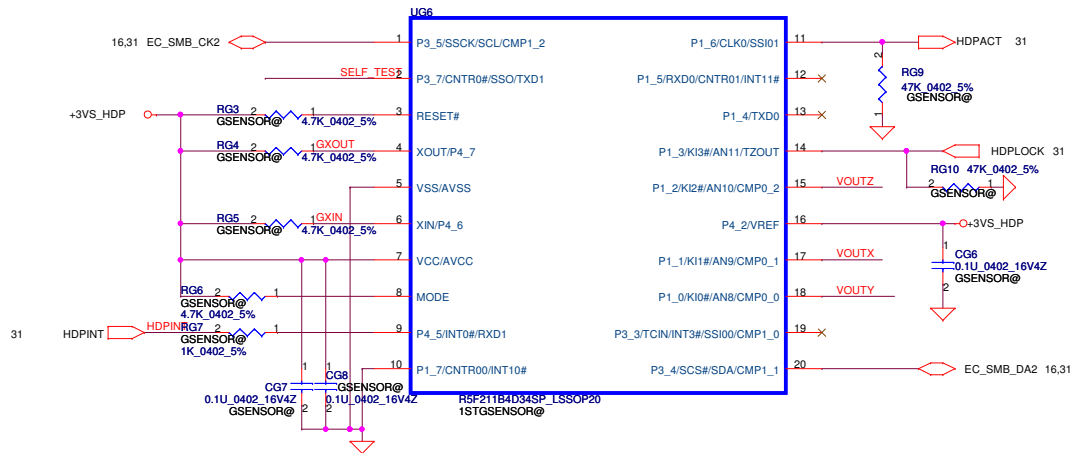 UG6
16,31 EC_SMB_CK2
1 P3_5/SSCK/SCL/CMP1_2
P1_6/CLK0/SSI01 11
HDPACT 31
SELF_TEST
2 P3_7/CNTR0#/SSO/TXD1
P1_5/RXD0/CNTR01/INT11# 12
2 RG9
47K_0402_5%
GSENSOR@
1
+3VS_HDP
RG3 2 1
GSENSOR@ 4.7K_0402_5%
3 RESET#
P1_4/TXD0 13
RG4 2 1 GXOUT
GSENSOR@ 4.7K_0402_5%
4 XOUT/P4_7
P1_3/KI3#/AN11/TZOUT 14
HDPLOCK 31
RG10 47K_0402_5%
2 1
GSENSOR@
5 VSS/AVSS
P1_2/KI2#/AN10/CMP0_2 15 VOUTZ
RG5 2 1 GXIN
GSENSOR@ 4.7K_0402_5%
6 XIN/P4_6
P4_2/VREF 16
+3VS_HDP
1 CG6
0.1U_0402_16V4Z
GSENSOR@
2
7 VCC/AVCC
P1_1/KI1#/AN9/CMP0_1 17 VOUTX
RG6 2 1
GSENSOR@
4.7K_0402_5%
8 MODE
P1_0/KI0#/AN8/CMP0_0 18 VOUTY
31 HDPINT HDPINT
RG7 2 1
GSENSOR@
1K_0402_5%
9 P4_5/INT0#/RXD1
P3_3/TCIN/INT3#/SSI00/CMP1_0 19
10 P1_7/CNTR00/INT10#
P3_4/SCS#/SDA/CMP1_1 20
EC_SMB_DA2 16,31
1 1 CG8
CG7 GSENSOR@
0.1U_0402_16V4Z 0.1U_0402_16V4Z
GSENSOR@ 2 2
R5F211B4D34SP_LSSOP20
1STGSENSOR@